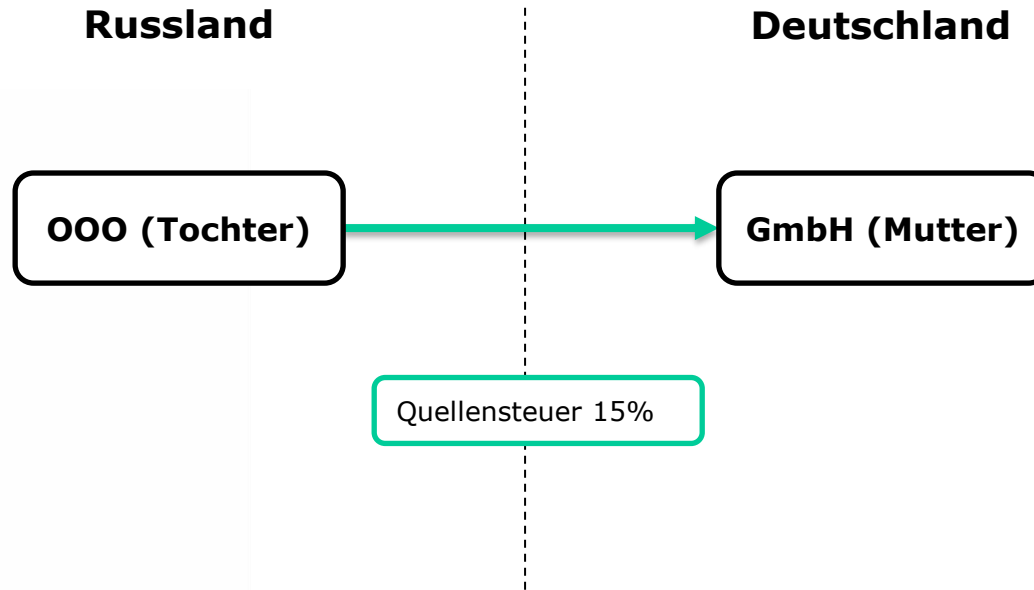 Russland
Deutschland
OOO (Tochter)
GmbH (Mutter)
Quellensteuer 15%